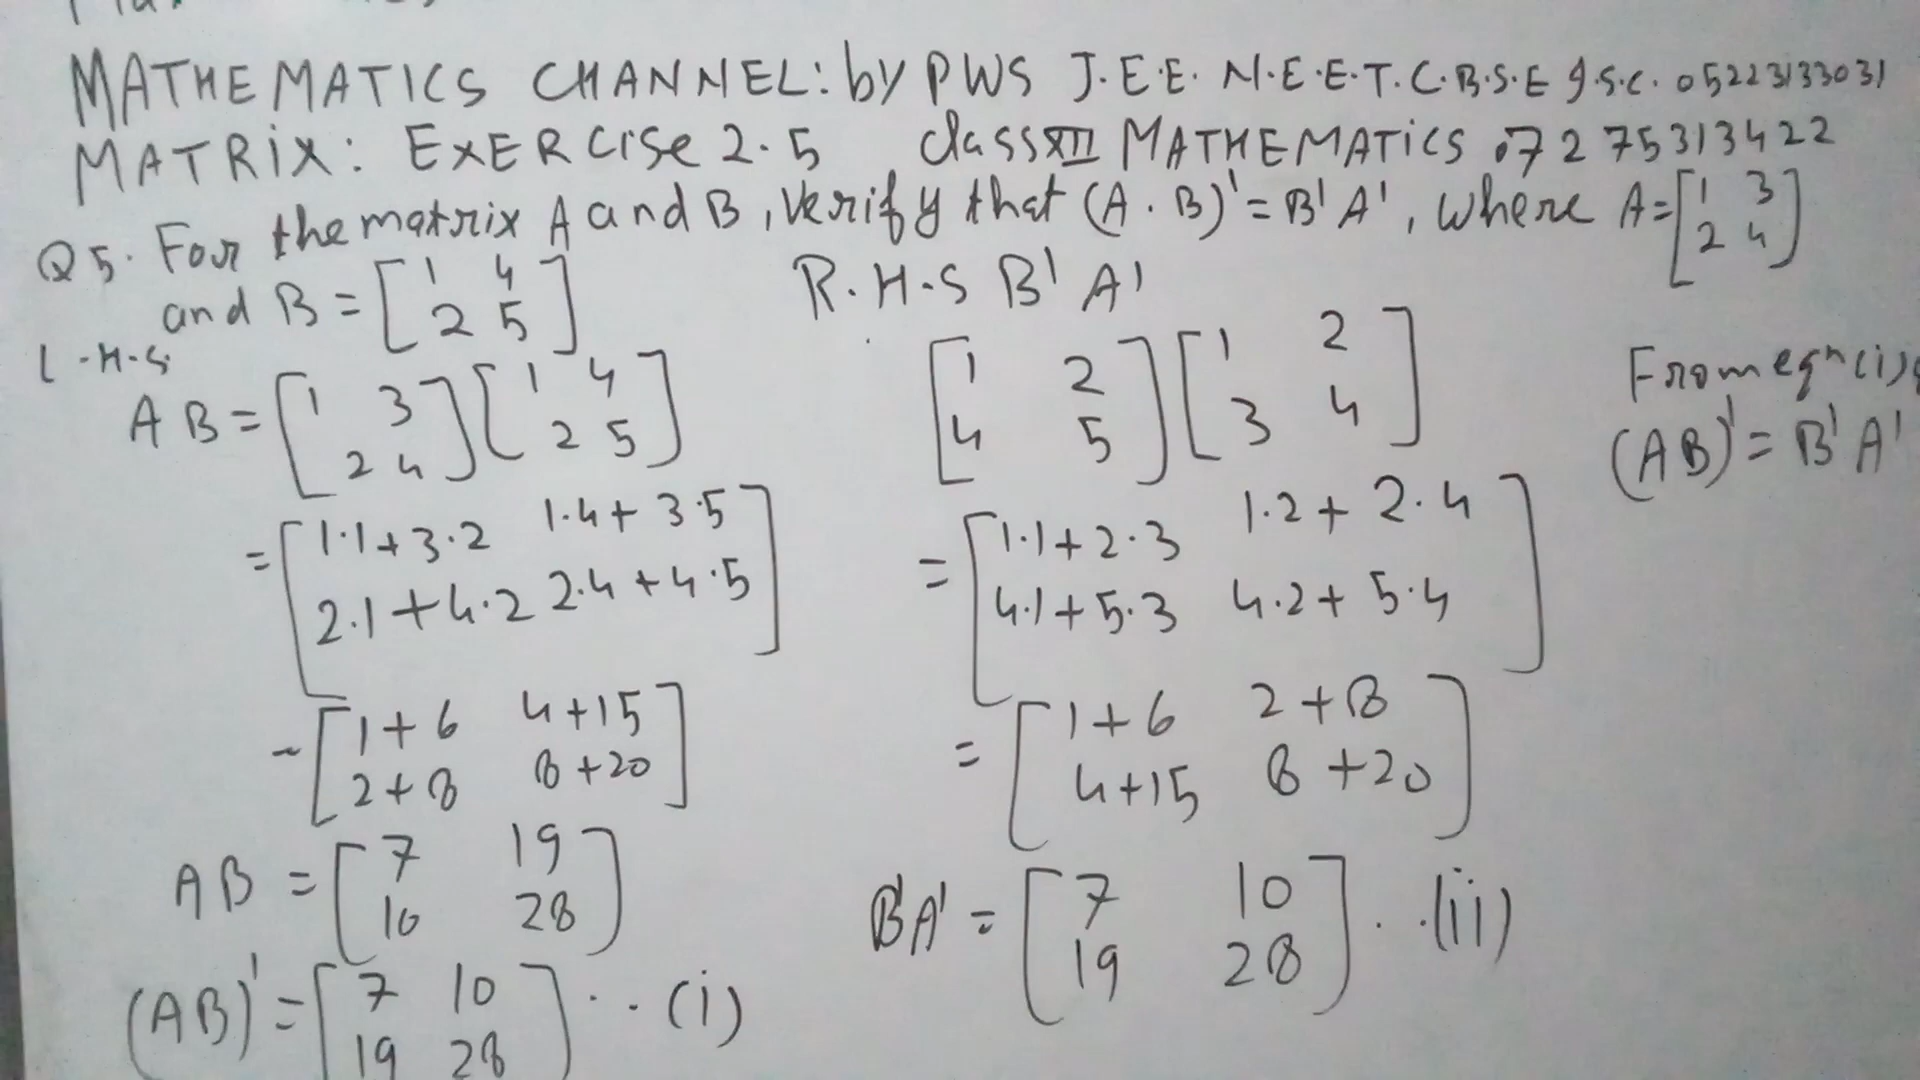 MATHEMATICS CHANNEL: by PWS J.E.E. N.E.E.T. C.B.S.E I.S.C. 05223133031
MATRIX: EXERCISE 2.5 class XII MATHEMATICS 07275313422
Q5. For the matrix A and B, Verify that (A.B)' = B'A', Where A = [1 3
2 4]
and B = [1 4
2 5]
L.H.S
AB = [1 3
2 4] [1 4
2 5]
= [1.1+3.2 1.4+3.5
2.1+4.2 2.4+4.5]
- [1+6 4+15
2+8 8+20]
AB = [7 19
10 28]
(AB)' = [7 10
19 28] ..(i)
R.H.S B'A'
[1 2
4 5] [1 2
3 4]
= [1.1+2.3 1.2+2.4
4.1+5.3 4.2+5.4]
= [1+6 2+8
4+15 8+20]
B'A' = [7 10
19 28] ..(ii)
From eqn (i)
(AB)' = B'A'